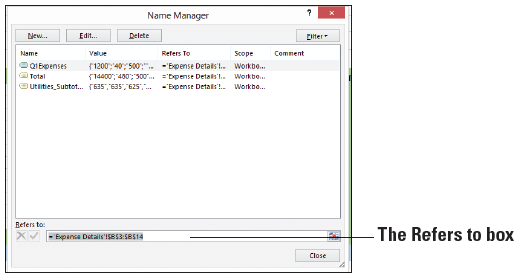 Name Manager
? ×
New... Edit... Delete Filter
Name Value Refers To Scope Comment
Q1Expenses {"1200";"40";"500";""... ='Expense Details'!... Workbo...
Total {"14400";"480";"500"... ='Expense Details'!... Workbo...
Utilities_Subtot... {"635","635","625","... ='Expense Details'!... Workbo...
Refers to:
='Expense Details'!$B$3:$B$14
The Refers to box
Close